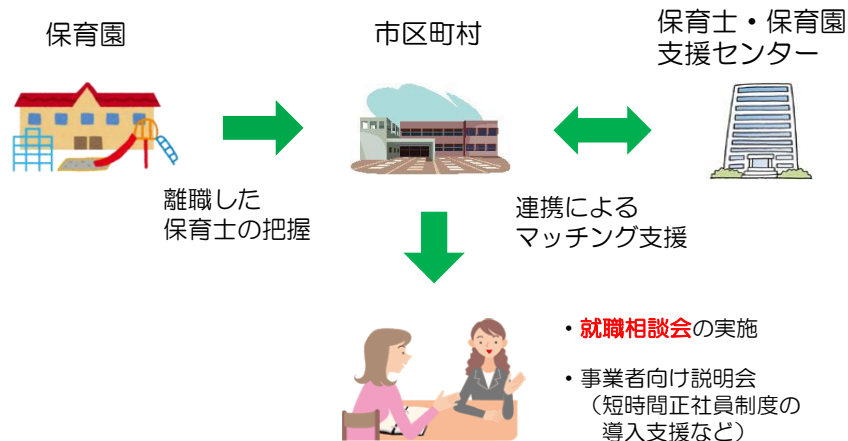 保育園
市区町村
保育士・保育園
支援センター
離職した
保育士の把握
連携による
マッチング支援
・就職相談会の実施
・事業者向け説明会
（短時間正社員制度の
導入支援など）